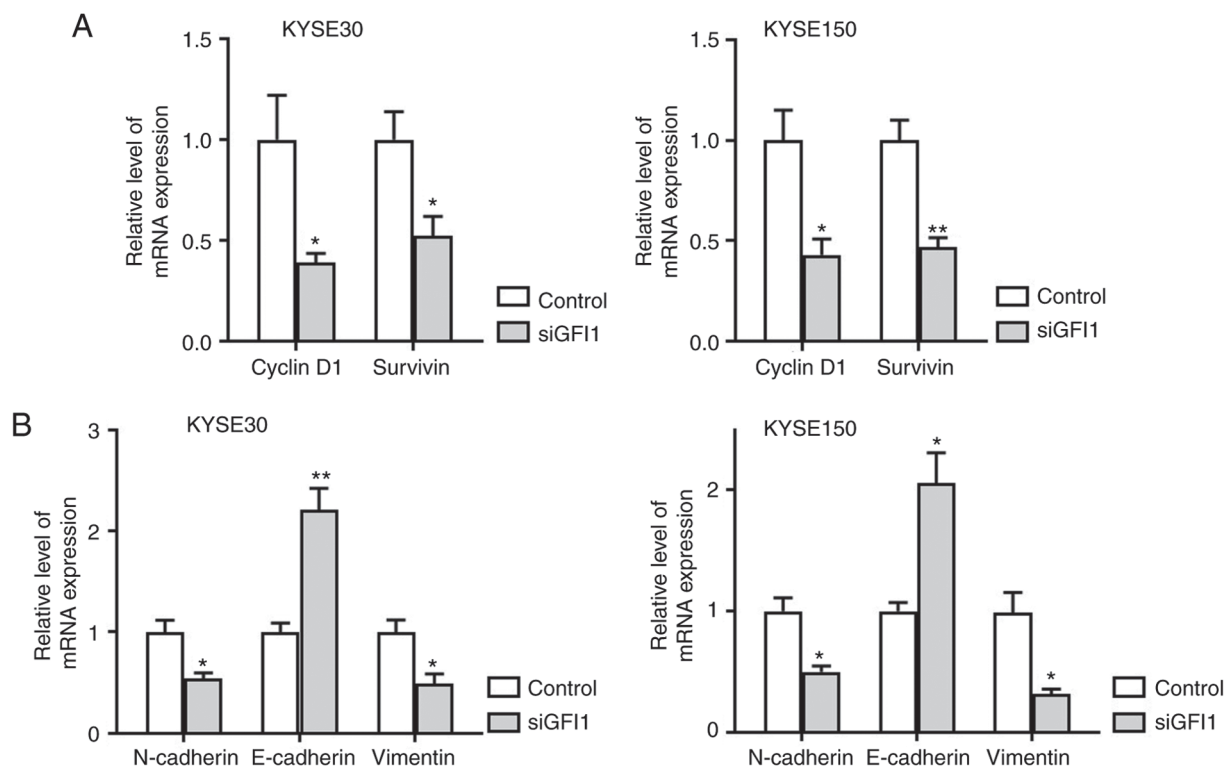 A
KYSE30
Relative level of
mRNA expression
1.5
1.0
0.5
0.0
*
*
Cyclin D1 Survivin
Control
siGFI1
KYSE150
Relative level of
mRNA expression
1.5
1.0
0.5
0.0
*
**
Cyclin D1 Survivin
Control
siGFI1
B
KYSE30
Relative level of
mRNA expression
3
2
1
0
*
**
*
N-cadherin E-cadherin Vimentin
Control
siGFI1
KYSE150
Relative level of
mRNA expression
2
1
0
*
*
*
N-cadherin E-cadherin Vimentin
Control
siGFI1